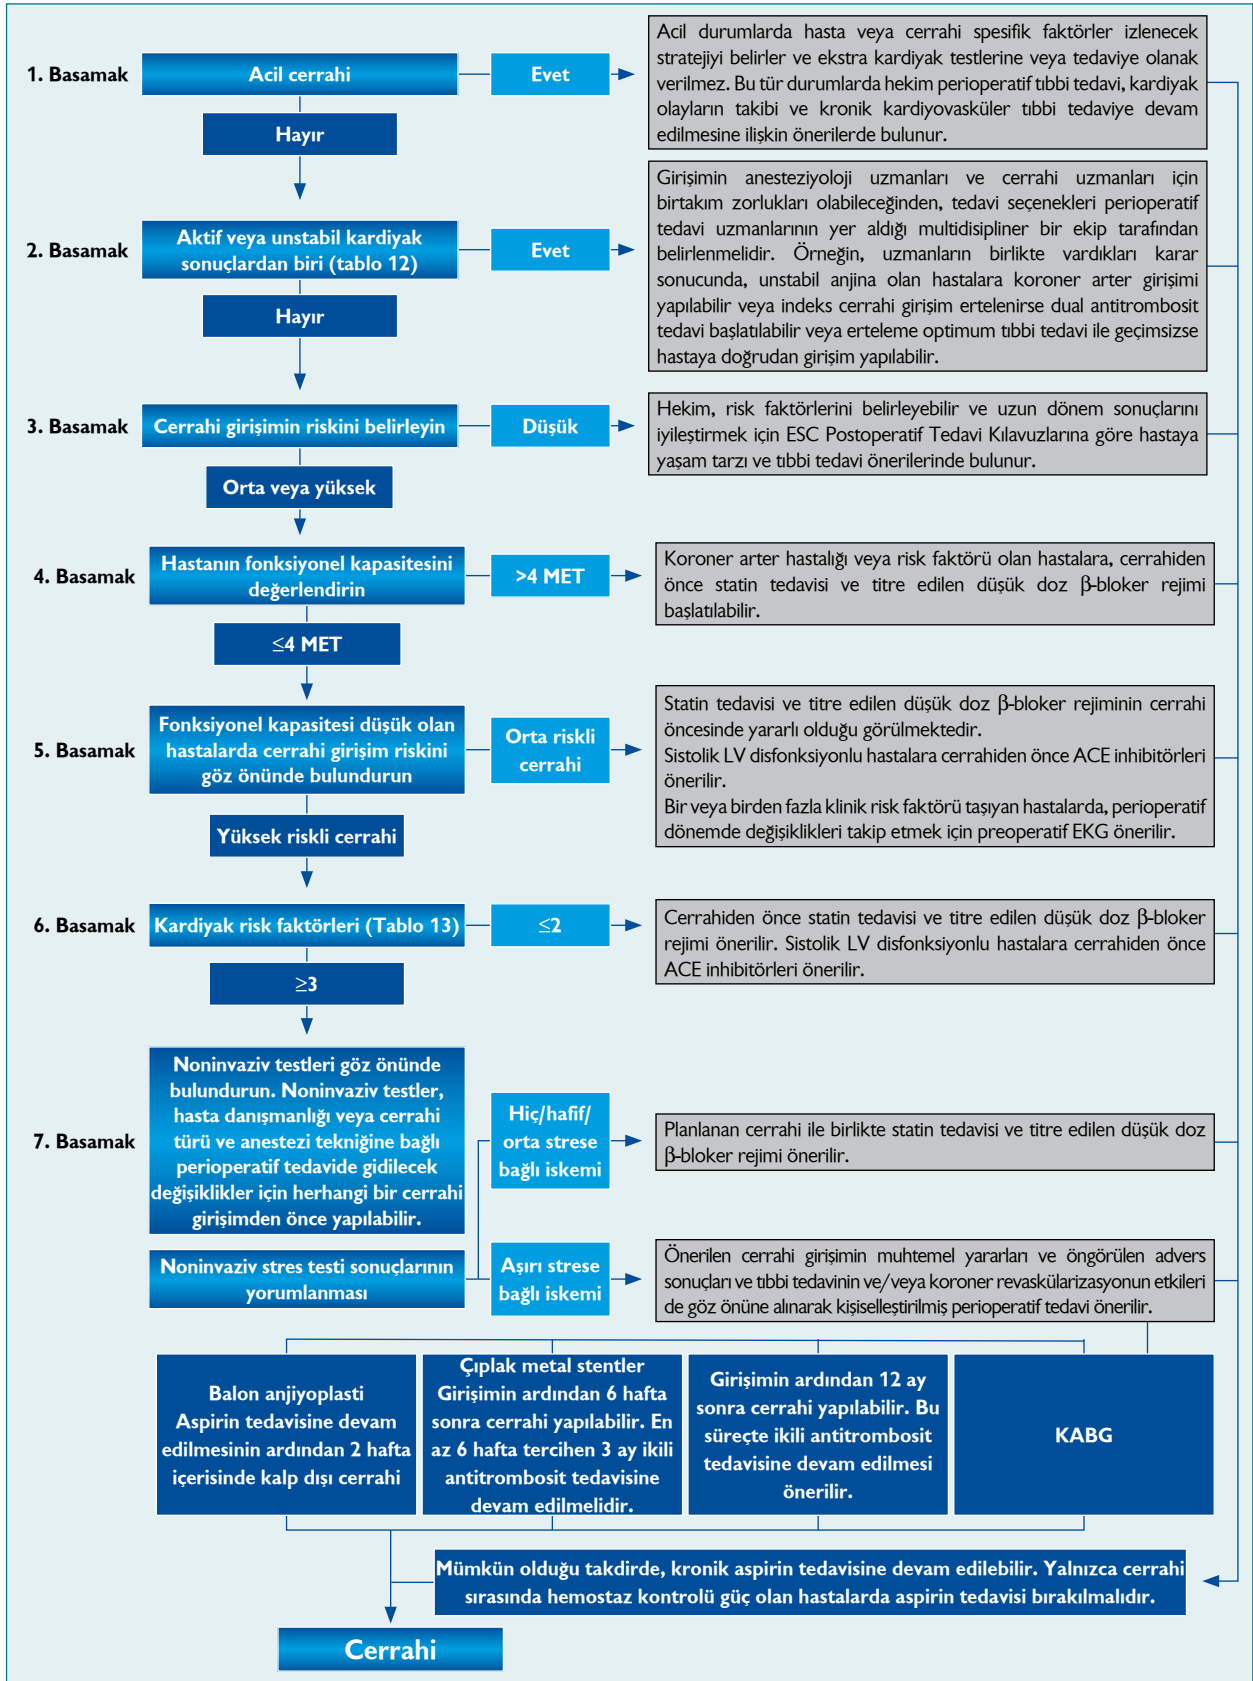 1. Basamak
Acil cerrahi
Evet
Acil durumlarda hasta veya cerrahi spesifik faktörler izlenecek
stratejiyi belirler ve ekstra kardiyak testlerine veya tedaviye olanak
verilmez. Bu tür durumlarda hekim perioperatif tıbbi tedavi, kardiyak
olayların takibi ve kronik kardiyovasküler tıbbi tedaviye devam
edilmesine ilişkin önerilerde bulunur.
Hayır
2. Basamak
Aktif veya unstabil kardiyak
sonuçlardan biri (tablo 12)
Evet
Girişimin anesteziyoloji uzmanları ve cerrahi uzmanları için
birtakım zorlukları olabileceğinden, tedavi seçenekleri perioperatif
tedavi uzmanlarının yer aldığı multidisipliner bir ekip tarafından
belirlenmelidir. Örneğin, uzmanların birlikte vardıkları karar
sonucunda, unstabil anjina olan hastalara koroner arter girişimi
yapılabilir veya indeks cerrahi girişim ertelenirse dual antitrombosit
tedavi başlatılabilir veya erteleme optimum tıbbi tedavi ile geçimsizse
hastaya doğrudan girişim yapılabilir.
Hayır
3. Basamak
Cerrahi girişimin riskini belirleyin
Düşük
Hekim, risk faktörlerini belirleyebilir ve uzun dönem sonuçlarını
iyileştirmek için ESC Postoperatif Tedavi Kılavuzlarına göre hastaya
yaşam tarzı ve tıbbi tedavi önerilerinde bulunur.
Orta veya yüksek
4. Basamak
Hastanın fonksiyonel kapasitesini
değerlendirin
>4 MET
Koroner arter hastalığı veya risk faktörü olan hastalara, cerrahiden
önce statin tedavisi ve titre edilen düşük doz β-bloker rejimi
başlatılabilir.
≤4 MET
5. Basamak
Fonksiyonel kapasitesi düşük olan
hastalarda cerrahi girişim riskini
göz önünde bulundurun
Orta riskli
cerrahi
Statin tedavisi ve titre edilen düşük doz β-bloker rejiminin cerrahi
öncesinde yararlı olduğu görülmektedir.
Sistolik LV disfonksiyonlu hastalara cerrahiden önce ACE inhibitörleri
önerilir.
Bir veya birden fazla klinik risk faktörü taşıyan hastalarda, perioperatif
dönemde değişiklikleri takip etmek için preoperatif EKG önerilir.
Yüksek riskli cerrahi
6. Basamak
Kardiyak risk faktörleri (Tablo 13)
≤2
Cerrahiden önce statin tedavisi ve titre edilen düşük doz β-bloker
rejimi önerilir. Sistolik LV disfonksiyonlu hastalara cerrahiden önce
ACE inhibitörleri önerilir.
≥3
7. Basamak
Noninvaziv testleri göz önünde
bulundurun. Noninvaziv testler,
hasta danışmanlığı veya cerrahi
türü ve anestezi tekniğine bağlı
perioperatif tedavide gidilecek
değişiklikler için herhangi bir cerrahi
girişimden önce yapılabilir.
Hiç/hafif/
orta strese
bağlı iskemi
Planlanan cerrahi ile birlikte statin tedavisi ve titre edilen düşük doz
β-bloker rejimi önerilir.
Noninvaziv stres testi sonuçlarının
yorumlanması
Aşırı strese
bağlı iskemi
Önerilen cerrahi girişimin muhtemel yararları ve öngörülen advers
sonuçları ve tıbbi tedavinin ve/veya koroner revaskülarizasyonun etkileri
de göz önüne alınarak kişiselleştirilmiş perioperatif tedavi önerilir.
Balon anjiyoplasti
Aspirin tedavisine devam
edilmesinin ardından 2 hafta
içerisinde kalp dışı cerrahi
Çıplak metal stentler
Girişimin ardından 6 hafta
sonra cerrahi yapılabilir. En
az 6 hafta tercihen 3 ay ikili
antitrombosit tedavisine
devam edilmelidir.
Girişimin ardından 12 ay
sonra cerrahi yapılabilir. Bu
süreçte ikili antitrombosit
tedavisine devam edilmesi
önerilir.
KABG
Mümkün olduğu takdirde, kronik aspirin tedavisine devam edilebilir. Yalnızca cerrahi
sırasında hemostaz kontrolü güç olan hastalarda aspirin tedavisi bırakılmalıdır.
Cerrahi